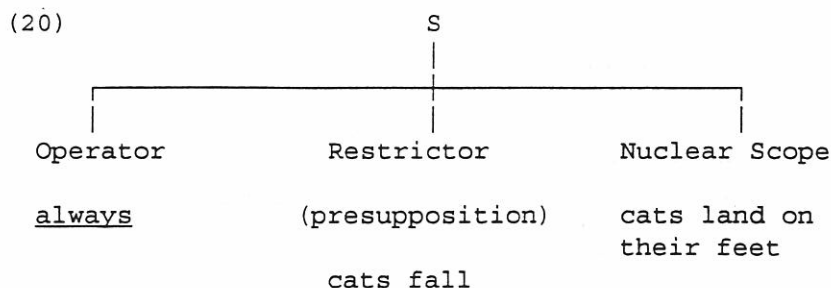 (20) S
Operator Restrictor Nuclear Scope
always (presupposition) cats land on
their feet
cats fall